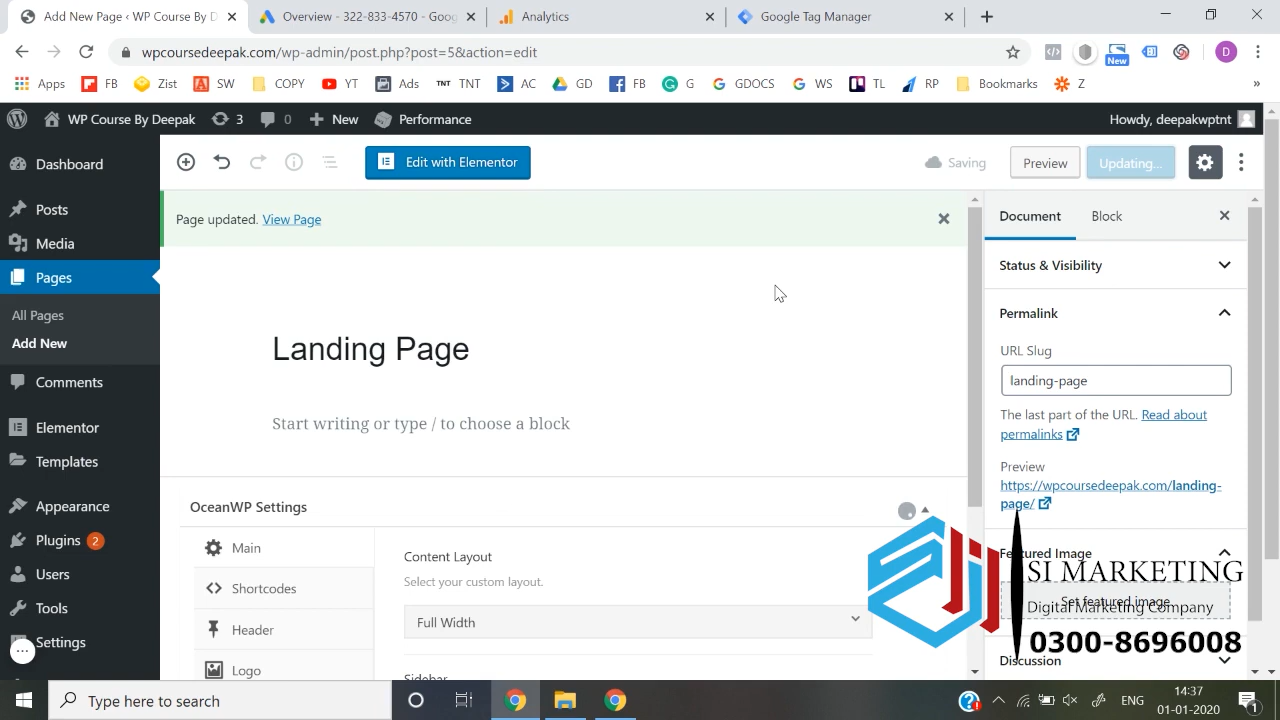 Add New Page ‹ WP Course By D
Overview - 322-833-4570 - Goog
Analytics
Google Tag Manager
wpcoursedeepak.com/wp-admin/post.php?post=5&action=edit
New
D
Apps
FB
Zist
SW
COPY
YT
Ads
TNT TNT
AC
GD
FB
G
GDOCS
WS
TL
RP
Bookmarks
Z
»
WP Course By Deepak
3
0
New
Performance
Howdy, deepakwptnt
Dashboard
Posts
Media
Pages
All Pages
Add New
Comments
Elementor
Templates
Appearance
Plugins 2
Users
Tools
Settings
Edit with Elementor
Saving
Preview
Updating...
Page updated. View Page
Landing Page
Start writing or type / to choose a block
OceanWP Settings
Main
Shortcodes
Header
Logo
Content Layout
Select your custom layout.
Full Width
Sidebar
Document
Block
Status & Visibility
Permalink
URL Slug
landing-page
The last part of the URL. Read about
permalinks
Preview
https://wpcoursedeepak.com/landing-
page/
Featured Image
Set featured image
Discussion
SI MARKETING
Digital Marketing Company
0300-8696008
Type here to search
ENG
14:37
01-01-2020
1